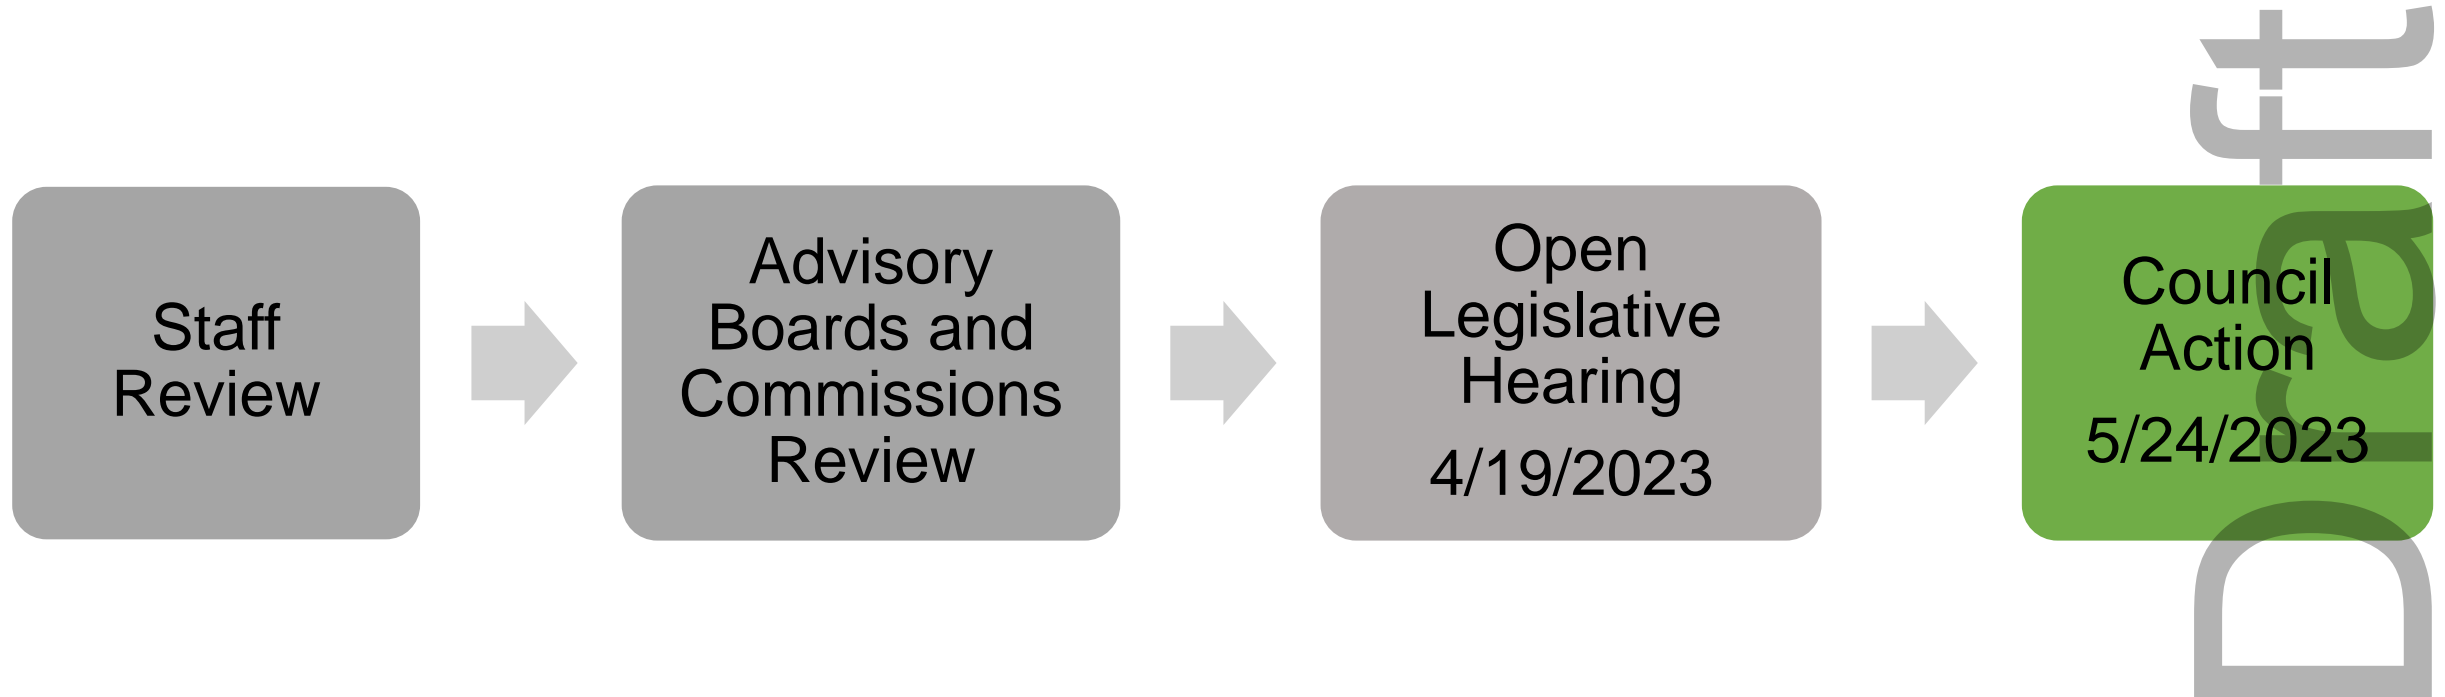 Staff
Review
Advisory
Boards and
Commissions
Review
Open
Legislative
Hearing
4/19/2023
Council
Action
5/24/2023
Draft